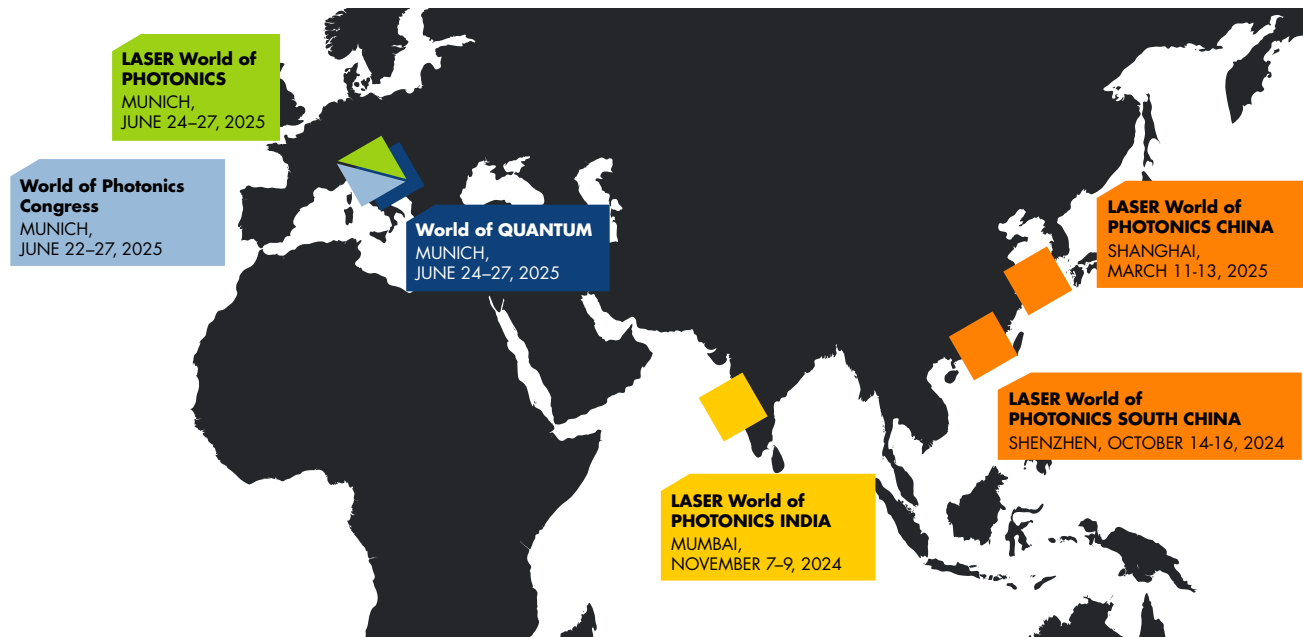 LASER World of
PHOTONICS
MUNICH,
JUNE 24–27, 2025
World of Photonics
Congress
MUNICH,
JUNE 22–27, 2025
World of QUANTUM
MUNICH,
JUNE 24–27, 2025
LASER World of
PHOTONICS CHINA
SHANGHAI,
MARCH 11-13, 2025
LASER World of
PHOTONICS SOUTH CHINA
SHENZHEN, OCTOBER 14-16, 2024
LASER World of
PHOTONICS INDIA
MUMBAI,
NOVEMBER 7–9, 2024